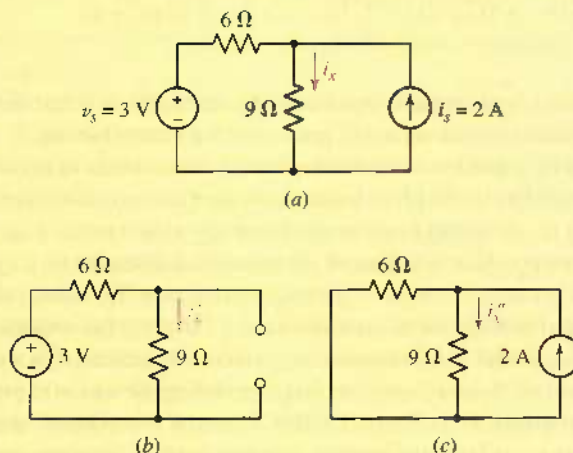 6 Ω
i_x
v_s = 3 V
9 Ω
i_s = 2 A
(a)
6 Ω
3 V
9 Ω
(b)
6 Ω
i_x″
9 Ω
2 A
(c)